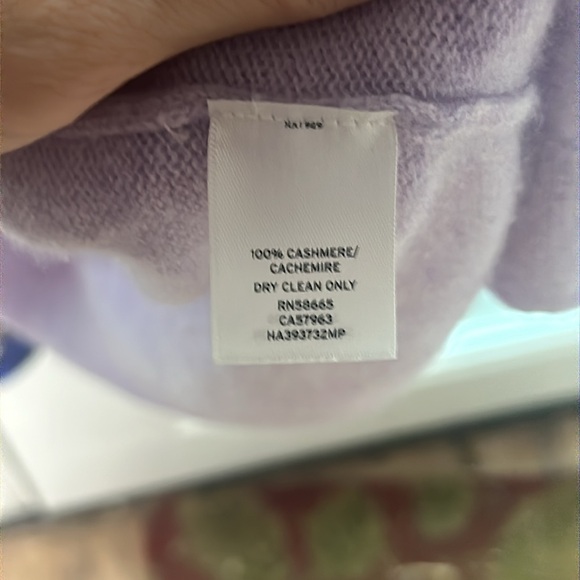 100% CASHMERE/
CACHEMIRE
DRY CLEAN ONLY
RN58665
CA57963
HA393732MP